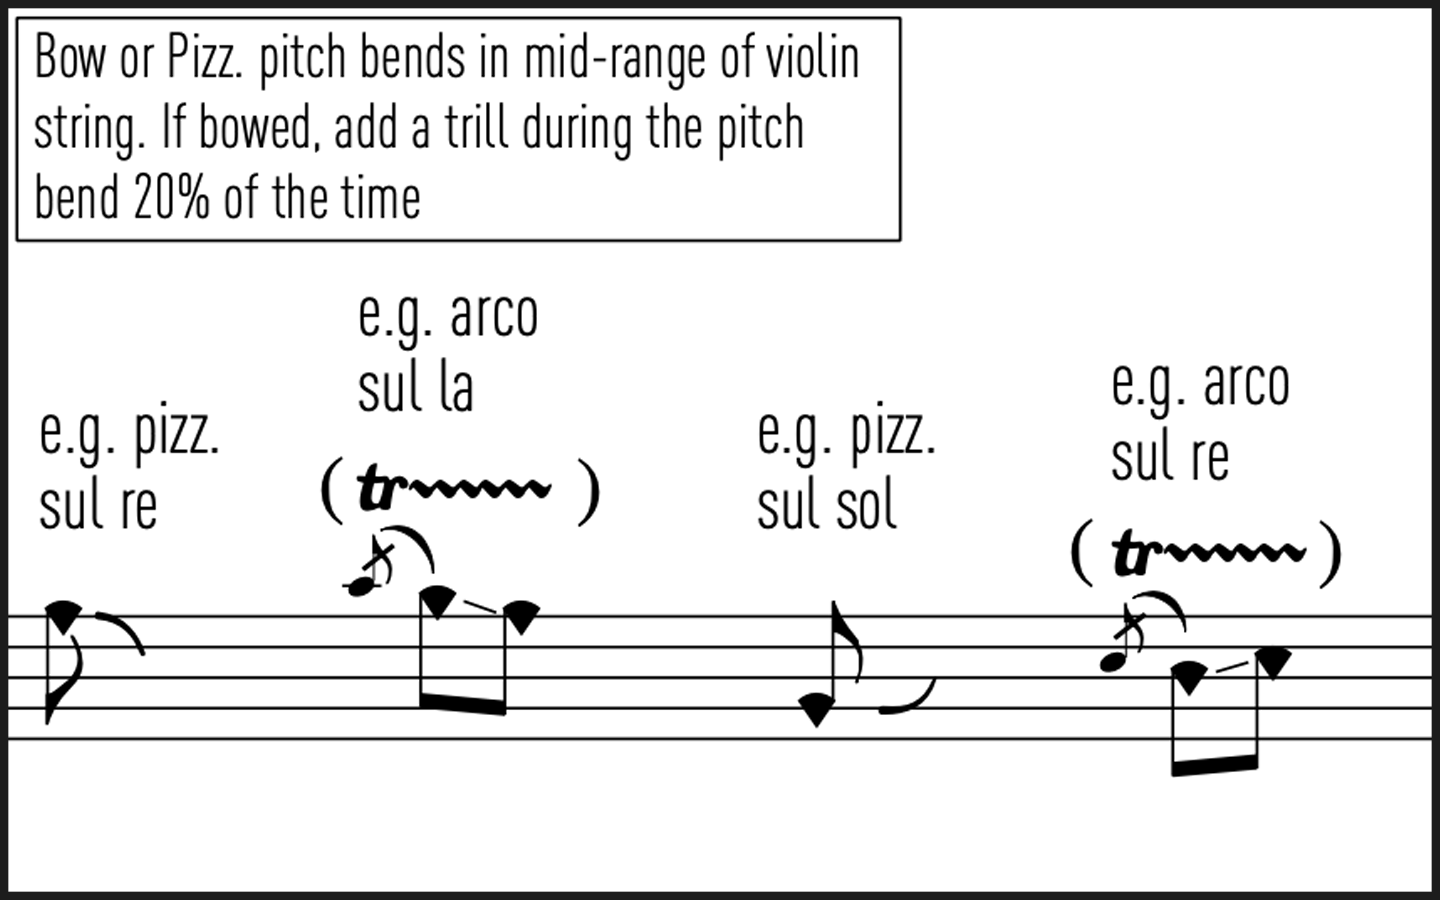 Bow or Pizz. pitch bends in mid-range of violin
string. If bowed, add a trill during the pitch
bend 20% of the time
e.g. pizz.
sul re
e.g. arco
sul la
(tr)
e.g. pizz.
sul sol
e.g. arco
sul re
(tr)